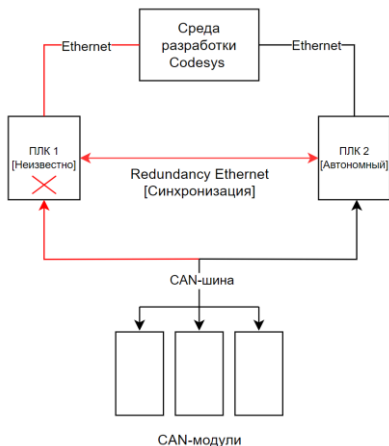 Среда
разработки
Codesys
Ethernet
Ethernet
ПЛК 1
[Неизвестно]
ПЛК 2
[Автономный]
Redundancy Ethernet
[Синхронизация]
CAN-шина
CAN-модули